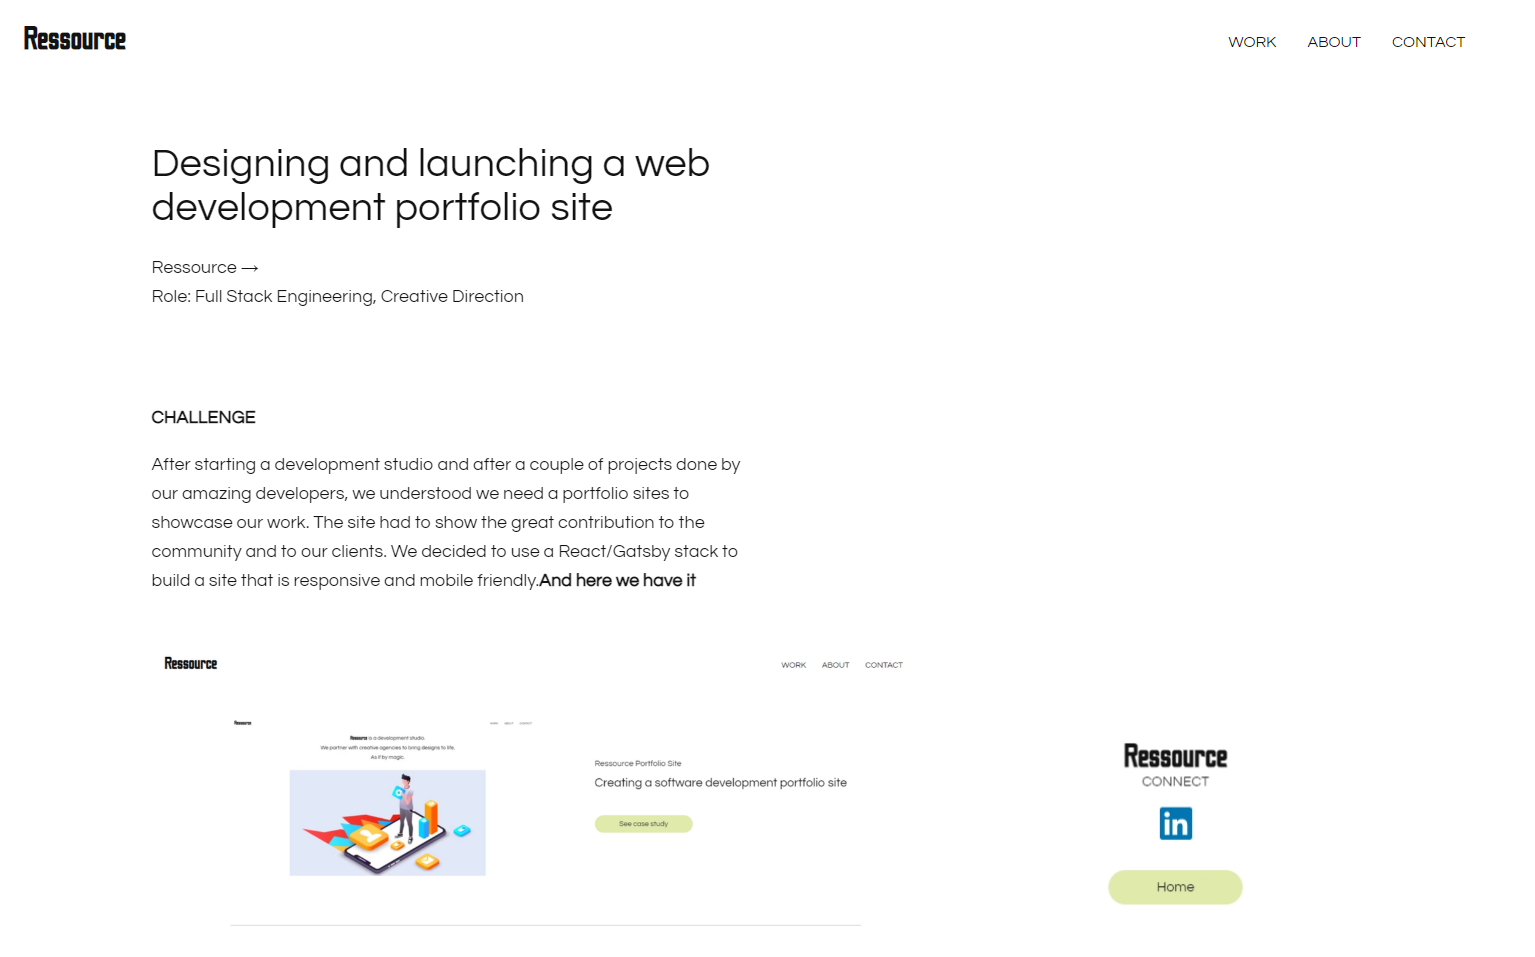 Ressource
WORK ABOUT CONTACT
Designing and launching a web
development portfolio site
Ressource →
Role: Full Stack Engineering, Creative Direction
CHALLENGE
After starting a development studio and after a couple of projects done by
our amazing developers, we understood we need a portfolio sites to
showcase our work. The site had to show the great contribution to the
community and to our clients. We decided to use a React/Gatsby stack to
build a site that is responsive and mobile friendly.And here we have it
Ressource
WORK ABOUT CONTACT
Ressource
WORK ABOUT CONTACT
Ressource is a development studio.
We partner with creative agencies to bring designs to life.
As if by magic.
Ressource Portfolio Site
Creating a software development portfolio site
See case study
Ressource
CONNECT
in
Home